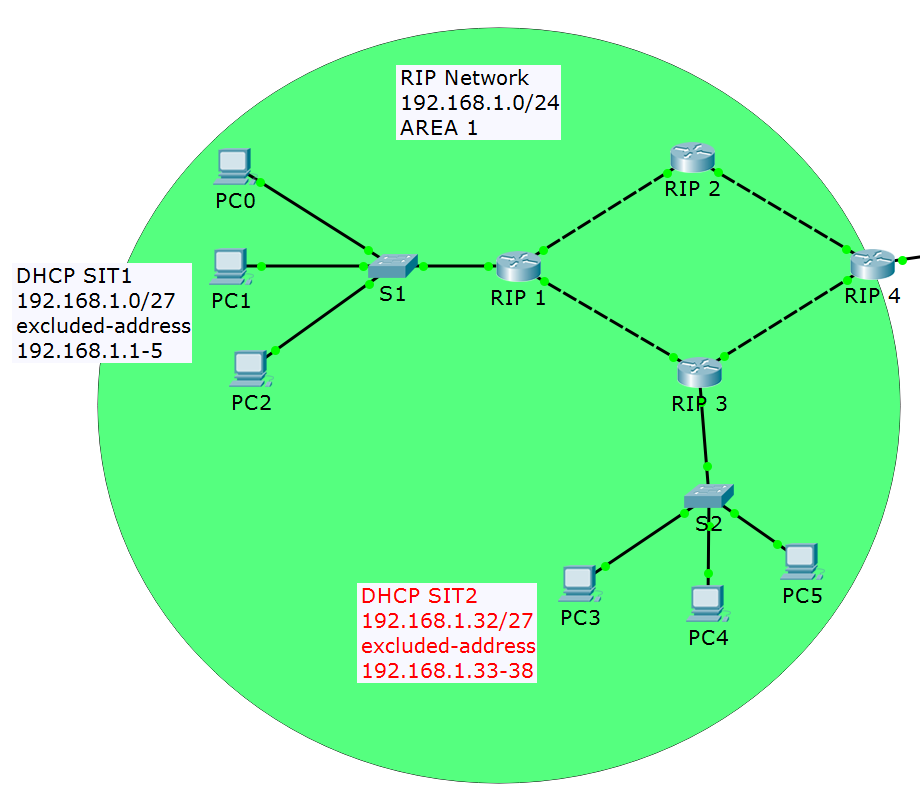 RIP Network
192.168.1.0/24
AREA 1
PC0
RIP 2
DHCP SIT1
192.168.1.0/27
excluded-address
192.168.1.1-5
PC1
S1
RIP 1
RIP 4
PC2
RIP 3
S2
DHCP SIT2
192.168.1.32/27
excluded-address
192.168.1.33-38
PC3
PC4
PC5